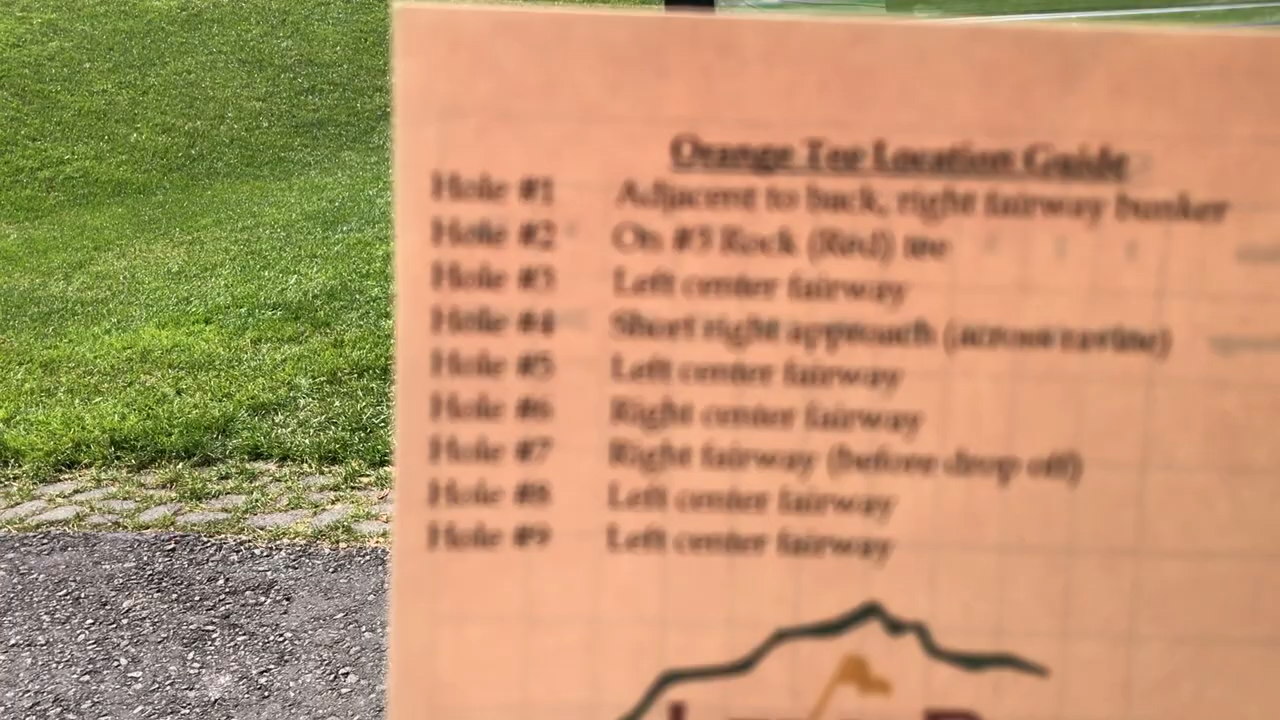 Orange Tee Location Guide
Hole #1 Adjacent to back, right fairway bunker
Hole #2 On #3 Rock (Red) tee
Hole #3 Left center fairway
Hole #4 Short right approach (across ravine)
Hole #5 Left center fairway
Hole #6 Right center fairway
Hole #7 Right fairway (before drop off)
Hole #8 Left center fairway
Hole #9 Left center fairway